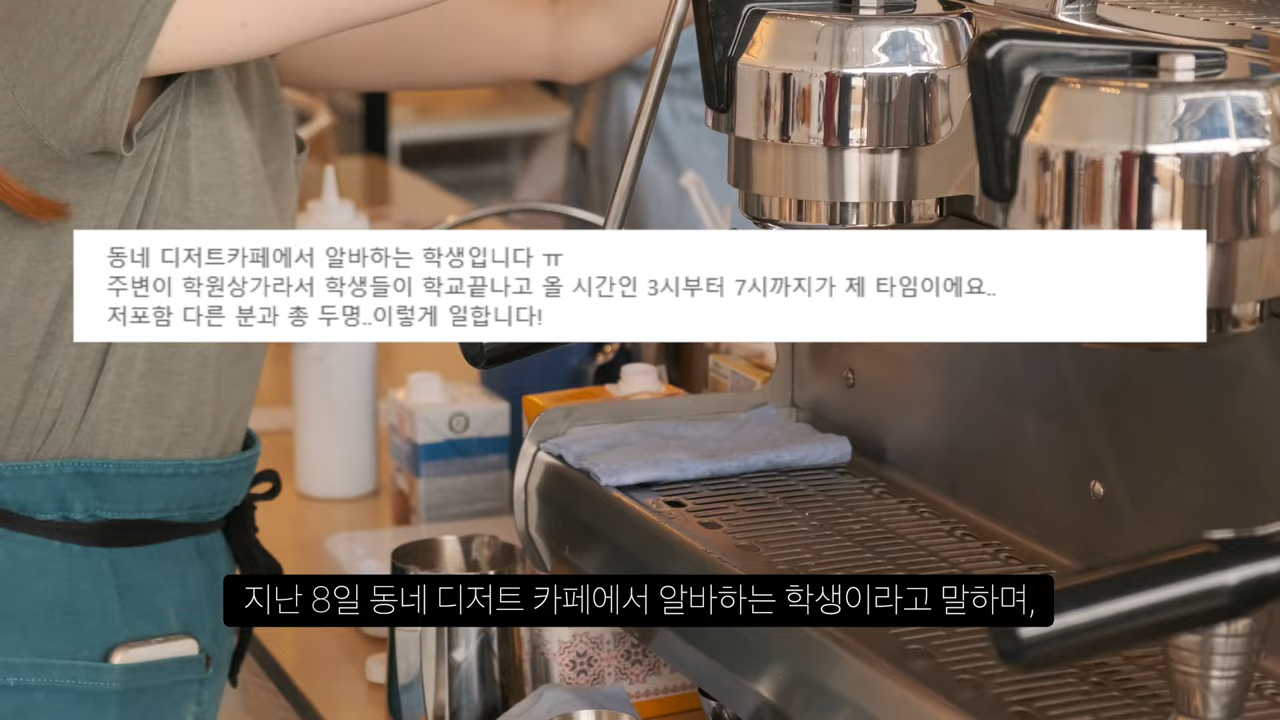 동네 디저트카페에서 알바하는 학생입니다 ㅠ
주변이 학원상가라서 학생들이 학교끝나고 올 시간인 3시부터 7시까지가 제 타임이에요..
저포함 다른 분과 총 두명..이렇게 일합니다!
지난 8일 동네 디저트 카페에서 알바하는 학생이라고 말하며,